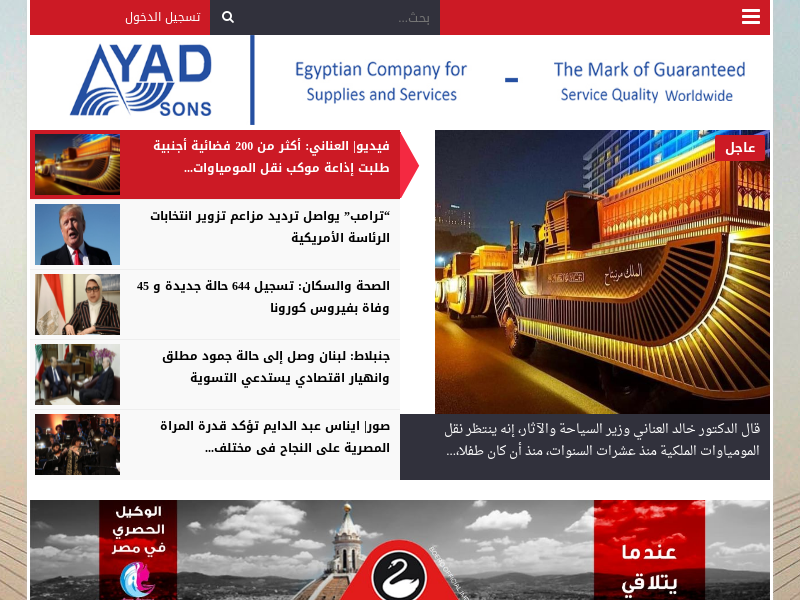 بحث...
تسجيل الدخول
AYAD
SONS
Egyptian Company for
Supplies and Services
-
The Mark of Guaranteed
Service Quality Worldwide
عاجل
قال الدكتور خالد العناني وزير السياحة والآثار، إنه ينتظر نقل
المومياوات الملكية منذ عشرات السنوات، منذ أن كان طفلا،...
فيديو| العناني: أكثر من 200 فضائية أجنبية
طلبت إذاعة موكب نقل المومياوات...
“ترامب” يواصل ترديد مزاعم تزوير انتخابات
الرئاسة الأمريكية
الصحة والسكان: تسجيل 644 حالة جديدة و 45
وفاة بفيروس كورونا
جنبلاط: لبنان وصل إلى حالة جمود مطلق
وانهيار اقتصادي يستدعي التسوية
صور| ايناس عبد الدايم تؤكد قدرة المراة
المصرية على النجاح فى مختلف...
عندما
يتلاقي
الوكيل
الحصري
في مصر